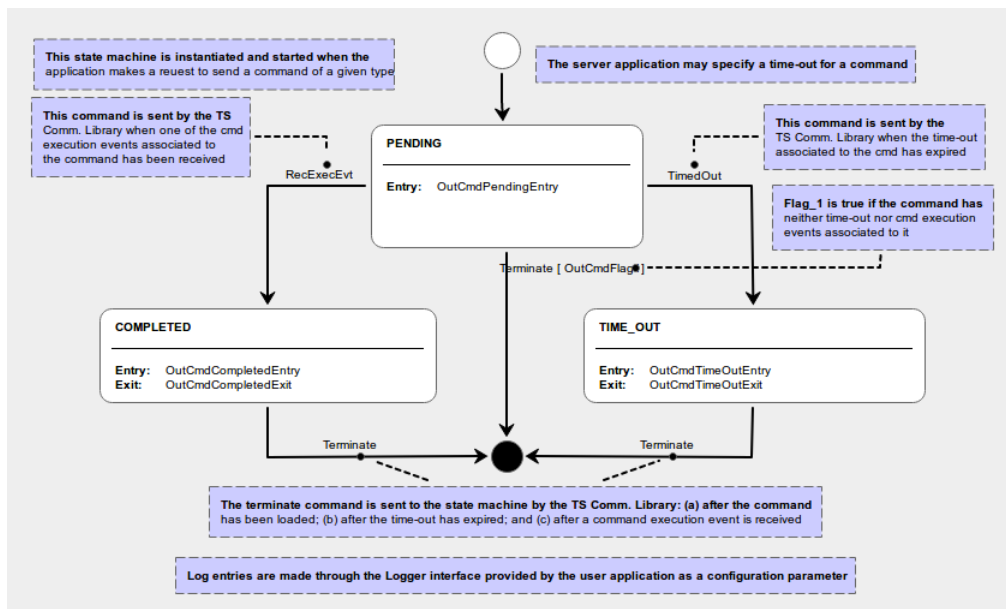 This state machine is instantiated and started when the
application makes a reuest to send a command of a given type
The server application may specify a time-out for a command
This command is sent by the TS
Comm. Library when one of the cmd
execution events associated to
the command has been received
This command is sent by the
TS Comm. Library when the time-out
associated to the cmd has expired
PENDING
Entry: OutCmdPendingEntry
RecExecEvt
TimedOut
Flag_1 is true if the command has
neither time-out nor cmd execution
events associated to it
Terminate [ OutCmdFlag ]
COMPLETED
Entry: OutCmdCompletedEntry
Exit: OutCmdCompletedExit
TIME_OUT
Entry: OutCmdTimeOutEntry
Exit: OutCmdTimeOutExit
Terminate
Terminate
The terminate command is sent to the state machine by the TS Comm. Library: (a) after the command
has been loaded; (b) after the time-out has expired; and (c) after a command execution event is received
Log entries are made through the Logger interface provided by the user application as a configuration parameter